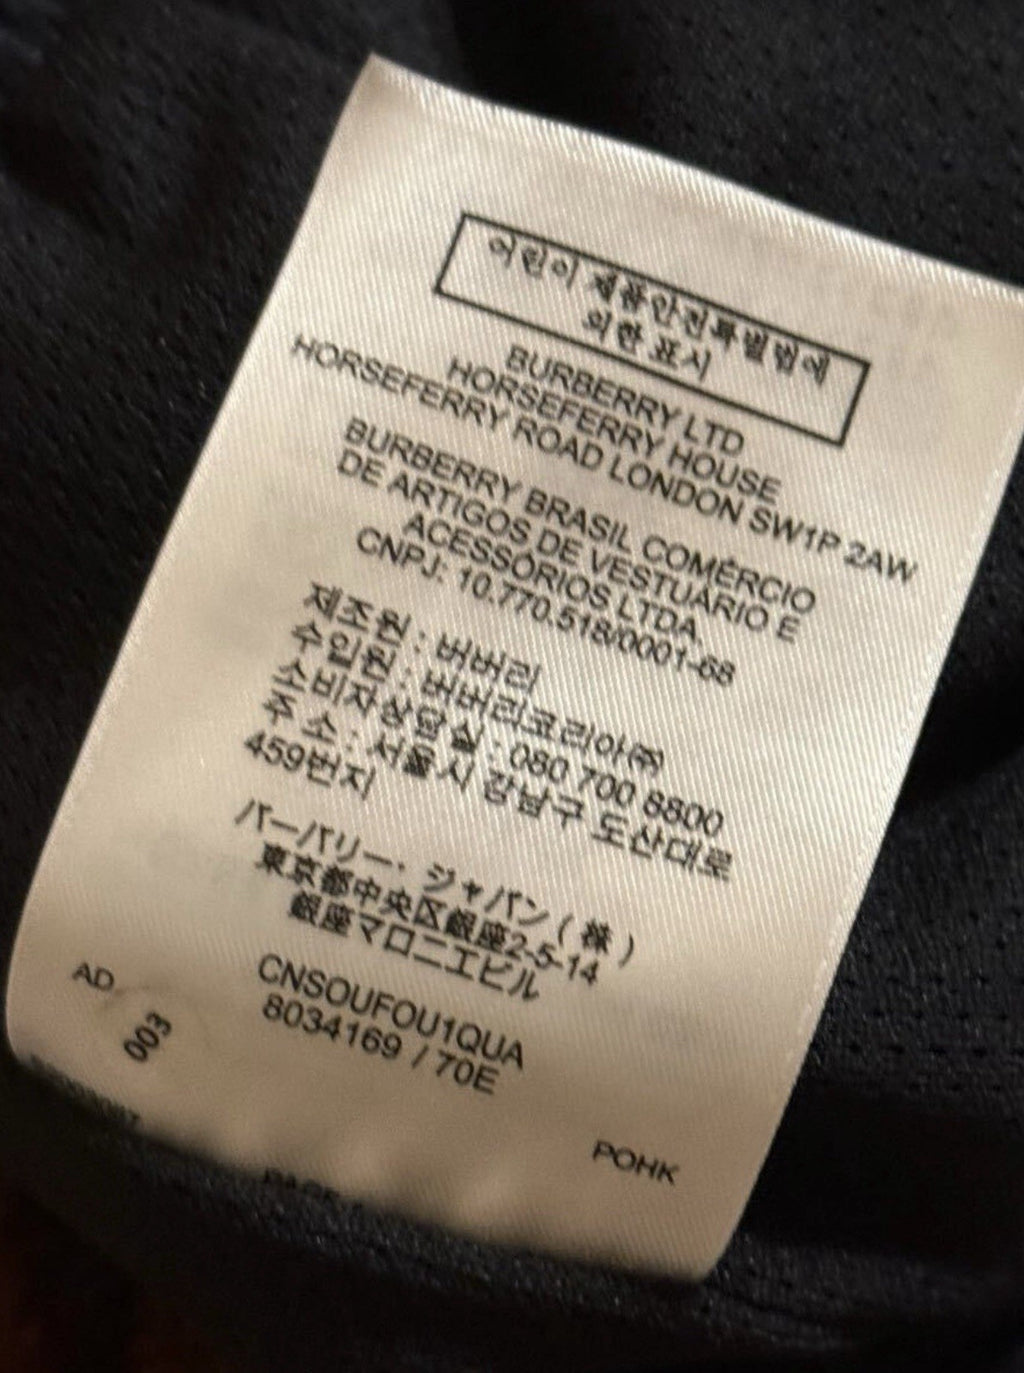 어린이 제품안전특별법에
의한 표시
BURBERRY LTD
HORSEFERRY HOUSE
HORSEFERRY ROAD LONDON SW1P 2AW
BURBERRY BRASIL COMÉRCIO
DE ARTIGOS DE VESTUÁRIO E
ACESSÓRIOS LTDA.
CNPJ: 10.770.518/0001-68
제조원 : 버버리
수입원 : 버버리코리아㈜
소비자상담실 : 080 700 8800
주소 : 서울시 강남구 도산대로
459번지
バーバリー・ジャパン（株）
東京都中央区銀座2-5-14
銀座マロニエビル
CNSOUFOU1QUA
8034169 / 70E
AD
003
POHK